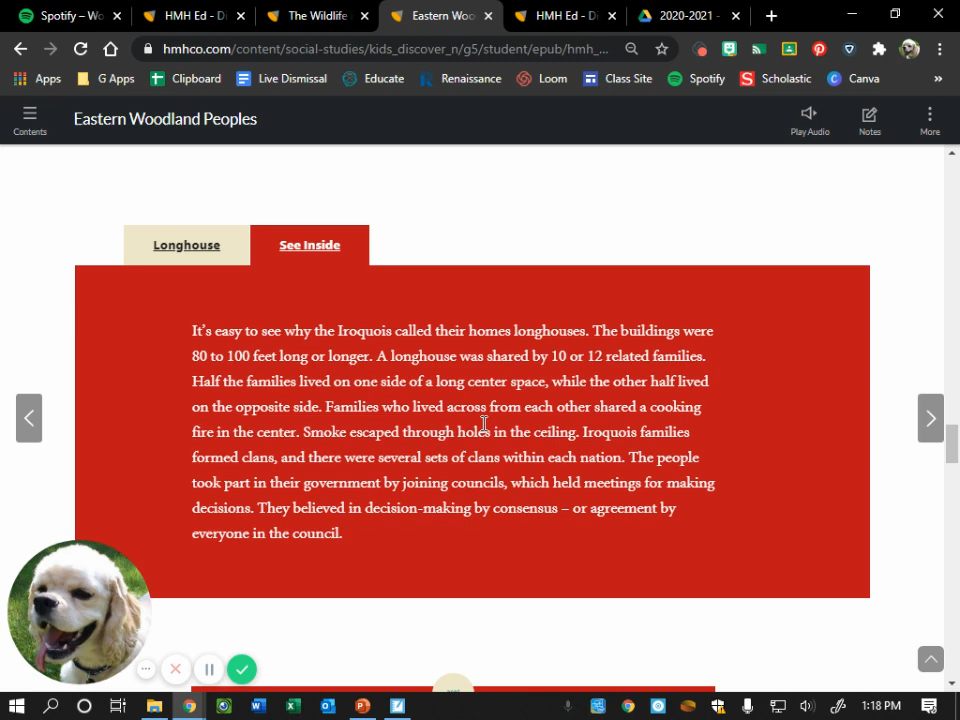 Spotify – Wo
HMH Ed - Di
The Wildlife
Eastern Woo
HMH Ed - Di
2020-2021 -
hmhco.com/content/social-studies/kids_discover_n/g5/student/epub/hmh_...
Apps
G Apps
Clipboard
Live Dismissal
Educate
Renaissance
Loom
Class Site
Spotify
Scholastic
Canva
»
Contents
Eastern Woodland Peoples
Play Audio
Notes
More
Longhouse
See Inside
It's easy to see why the Iroquois called their homes longhouses. The buildings were
80 to 100 feet long or longer. A longhouse was shared by 10 or 12 related families.
Half the families lived on one side of a long center space, while the other half lived
on the opposite side. Families who lived across from each other shared a cooking
fire in the center. Smoke escaped through holes in the ceiling. Iroquois families
formed clans, and there were several sets of clans within each nation. The people
took part in their government by joining councils, which held meetings for making
decisions. They believed in decision-making by consensus – or agreement by
everyone in the council.
1:18 PM